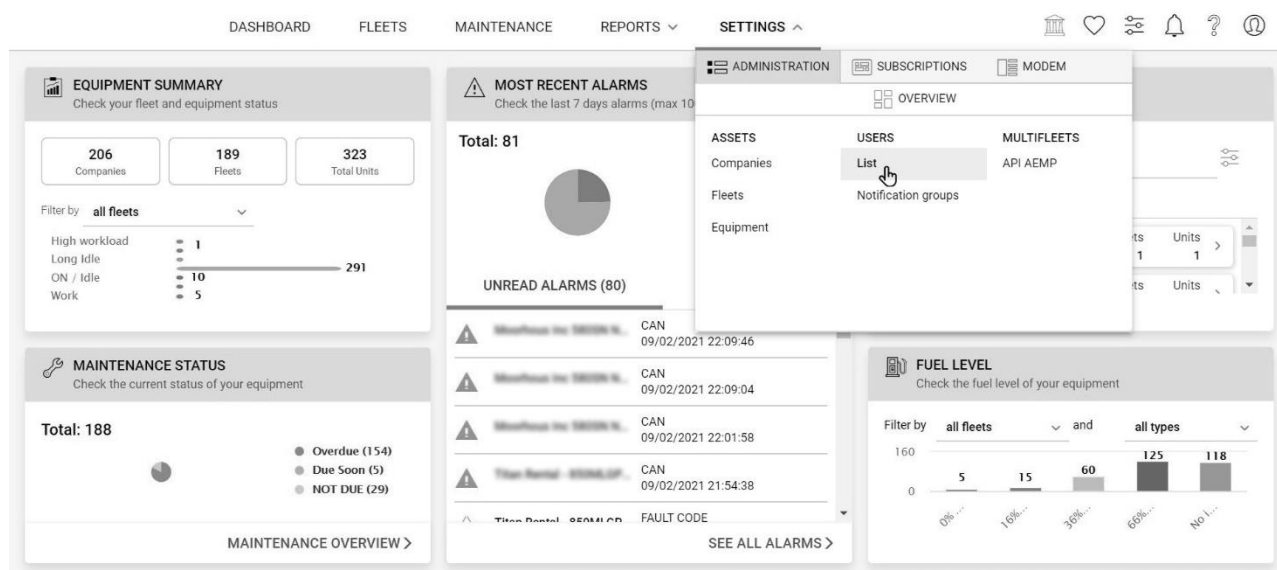 DASHBOARD FLEETS MAINTENANCE REPORTS SETTINGS
ADMINISTRATION SUBSCRIPTIONS MODEM
OVERVIEW
ASSETS USERS MULTIFLEETS
Companies List API AEMP
Fleets Notification groups
Equipment
EQUIPMENT SUMMARY
Check your fleet and equipment status
206 189 323
Companies Fleets Total Units
Filter by all fleets
High workload 1
Long Idle 291
ON / Idle 10
Work 5
MOST RECENT ALARMS
Check the last 7 days alarms (max 10
Total: 81
UNREAD ALARMS (80)
CAN
09/02/2021 22:09:46
CAN
09/02/2021 22:09:04
CAN
09/02/2021 22:01:58
CAN
09/02/2021 21:54:38
FAULT CODE
SEE ALL ALARMS
Units
1 1
Units
MAINTENANCE STATUS
Check the current status of your equipment
Total: 188
Overdue (154)
Due Soon (5)
NOT DUE (29)
MAINTENANCE OVERVIEW
FUEL LEVEL
Check the fuel level of your equipment
Filter by all fleets and all types
160
0
5 15 60 125 118
0% ... 16%... 36%... 66%... No i...